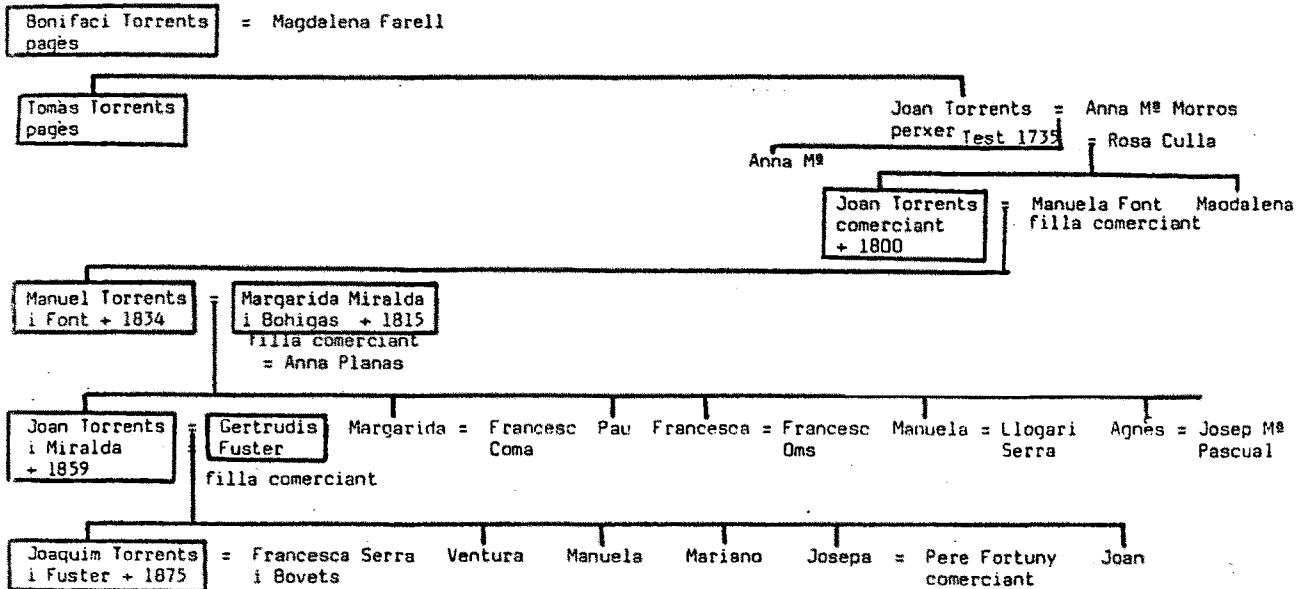 Bonifaci Torrents = Magdalena Farell
pagès
Tomàs Torrents
pagès
Joan Torrents = Anna Mª Morros
perxer Test 1735 = Rosa Culla
Anna Mª
Joan Torrents = Manuela Font Maodalena
comerciant filla comerciant
+ 1800
Manuel Torrents = Margarida Miralda
i Font + 1834 i Bohigas + 1815
filla comerciant
= Anna Planas
Joan Torrents = Gertrudis Margarida = Francesc Pau Francesca = Francesc Manuela = Llogari Agnès = Josep Mª
i Miralda = Fuster Coma Oms Serra Pascual
+ 1859
filla comerciant
Joaquim Torrents = Francesca Serra Ventura Manuela Mariano Josepa = Pere Fortuny Joan
i Fuster + 1875 i Bovets comerciant